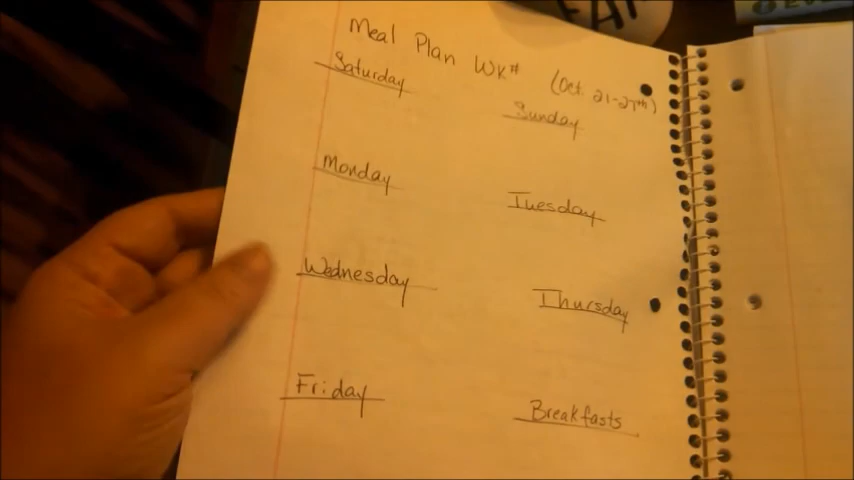 Meal Plan Wk# (Oct. 21-27th)
Saturday
Sunday
Monday
Tuesday
Wednesday
Thursday
Friday
Breakfasts